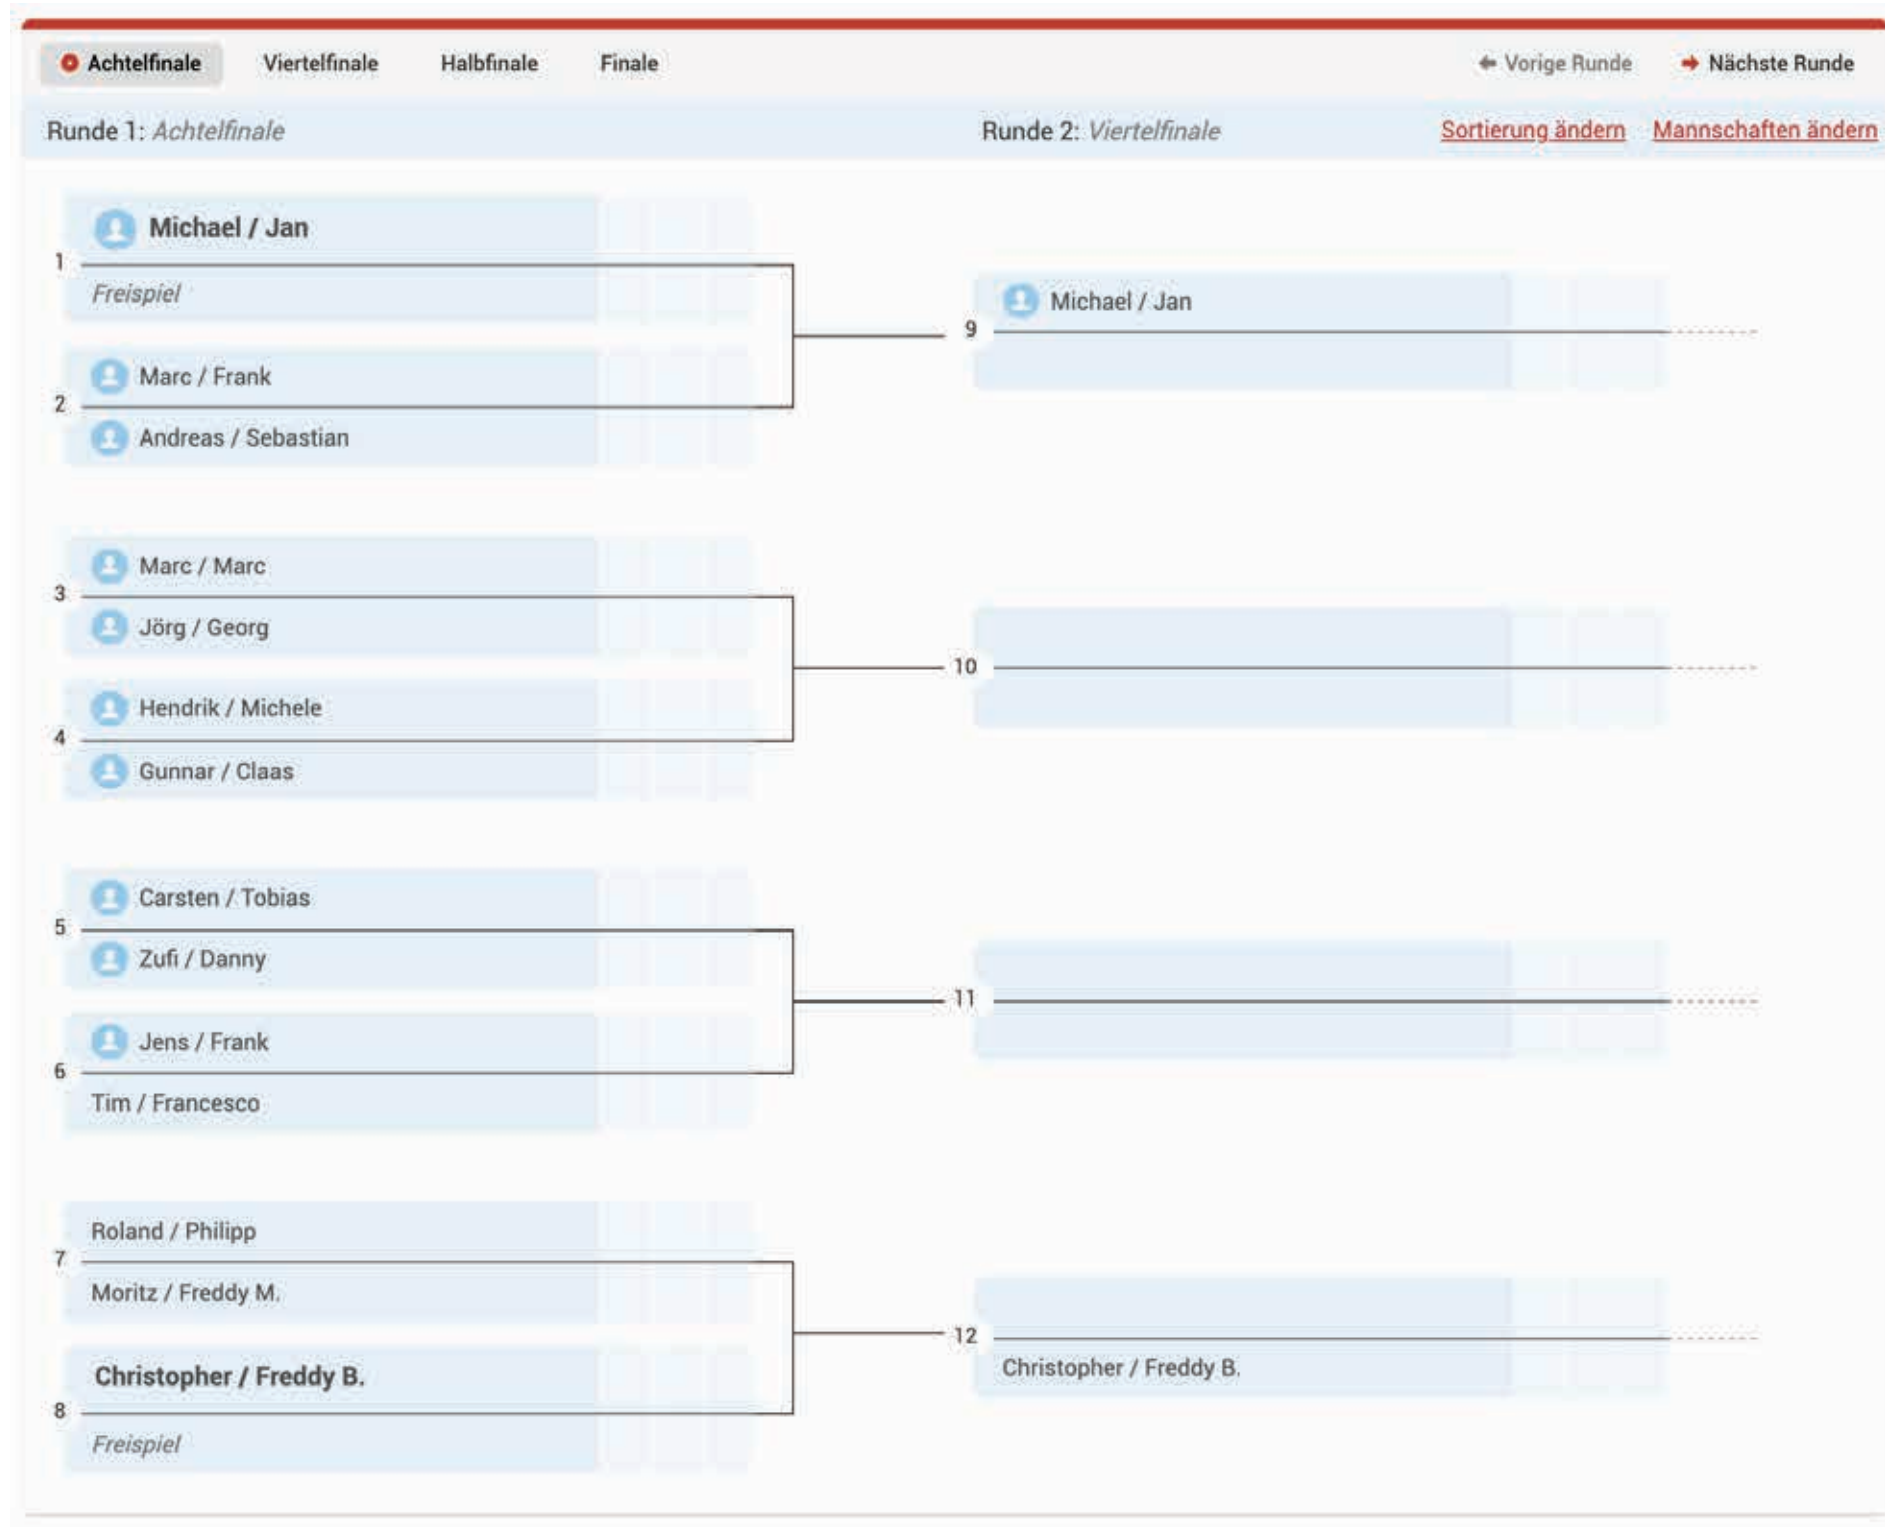 Achtelfinale Viertelfinale Halbfinale Finale Vorige Runde Nächste Runde
Runde 1: Achtelfinale Runde 2: Viertelfinale Sortierung ändern Mannschaften ändern
Michael / Jan
1
Freispiel
Marc / Frank
2
Andreas / Sebastian
Marc / Marc
3
Jörg / Georg
Hendrik / Michele
4
Gunnar / Claas
Carsten / Tobias
5
Zufi / Danny
Jens / Frank
6
Tim / Francesco
Roland / Philipp
7
Moritz / Freddy M.
Christopher / Freddy B.
8
Freispiel
Michael / Jan
9
10
11
12
Christopher / Freddy B.